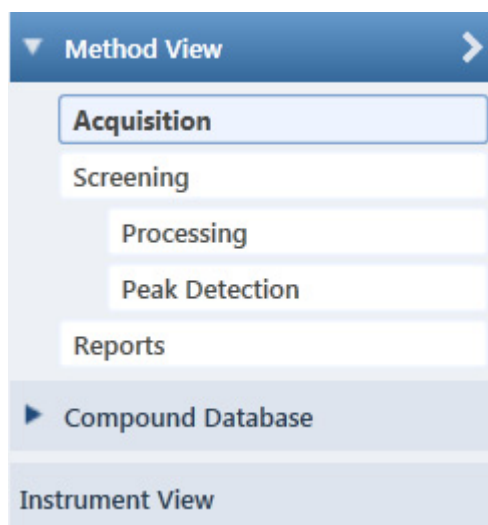 Method View
Acquisition
Screening
Processing
Peak Detection
Reports
Compound Database
Instrument View